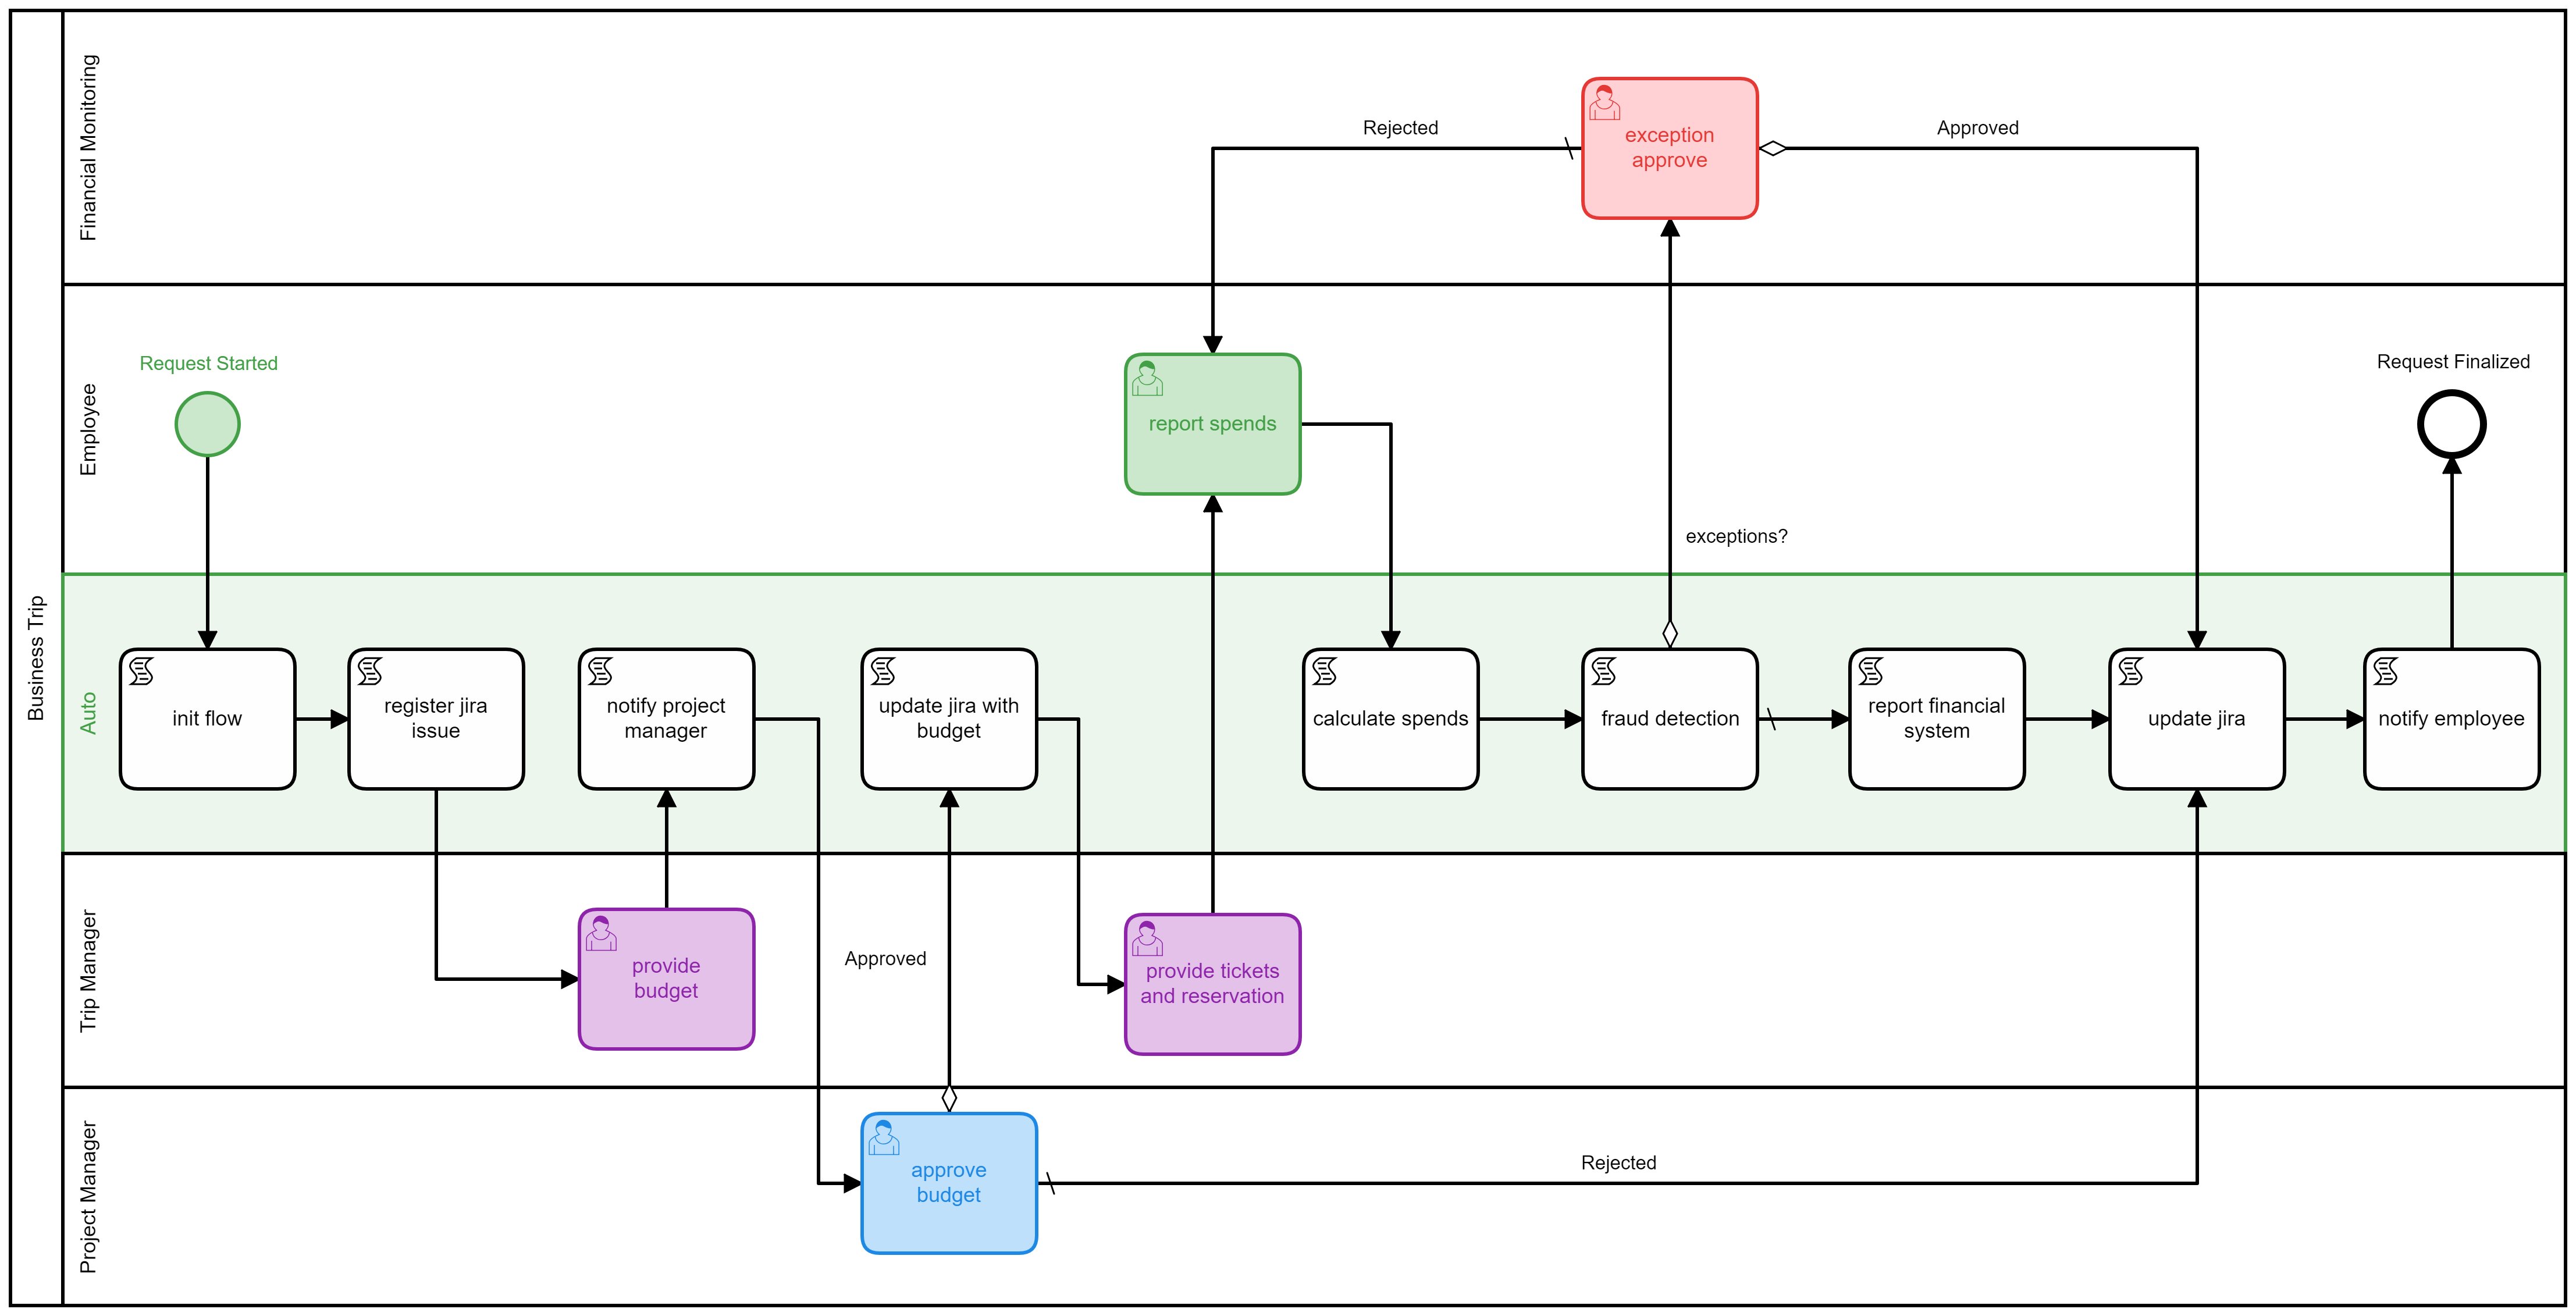 Business Trip
Financial Monitoring
Rejected
exception
approve
Approved
Employee
Request Started
report spends
exceptions?
Request Finalized
Auto
init flow
register jira
issue
notify project
manager
update jira with
budget
calculate spends
fraud detection
report financial
system
update jira
notify employee
Trip Manager
provide
budget
Approved
provide tickets
and reservation
Project Manager
approve
budget
Rejected